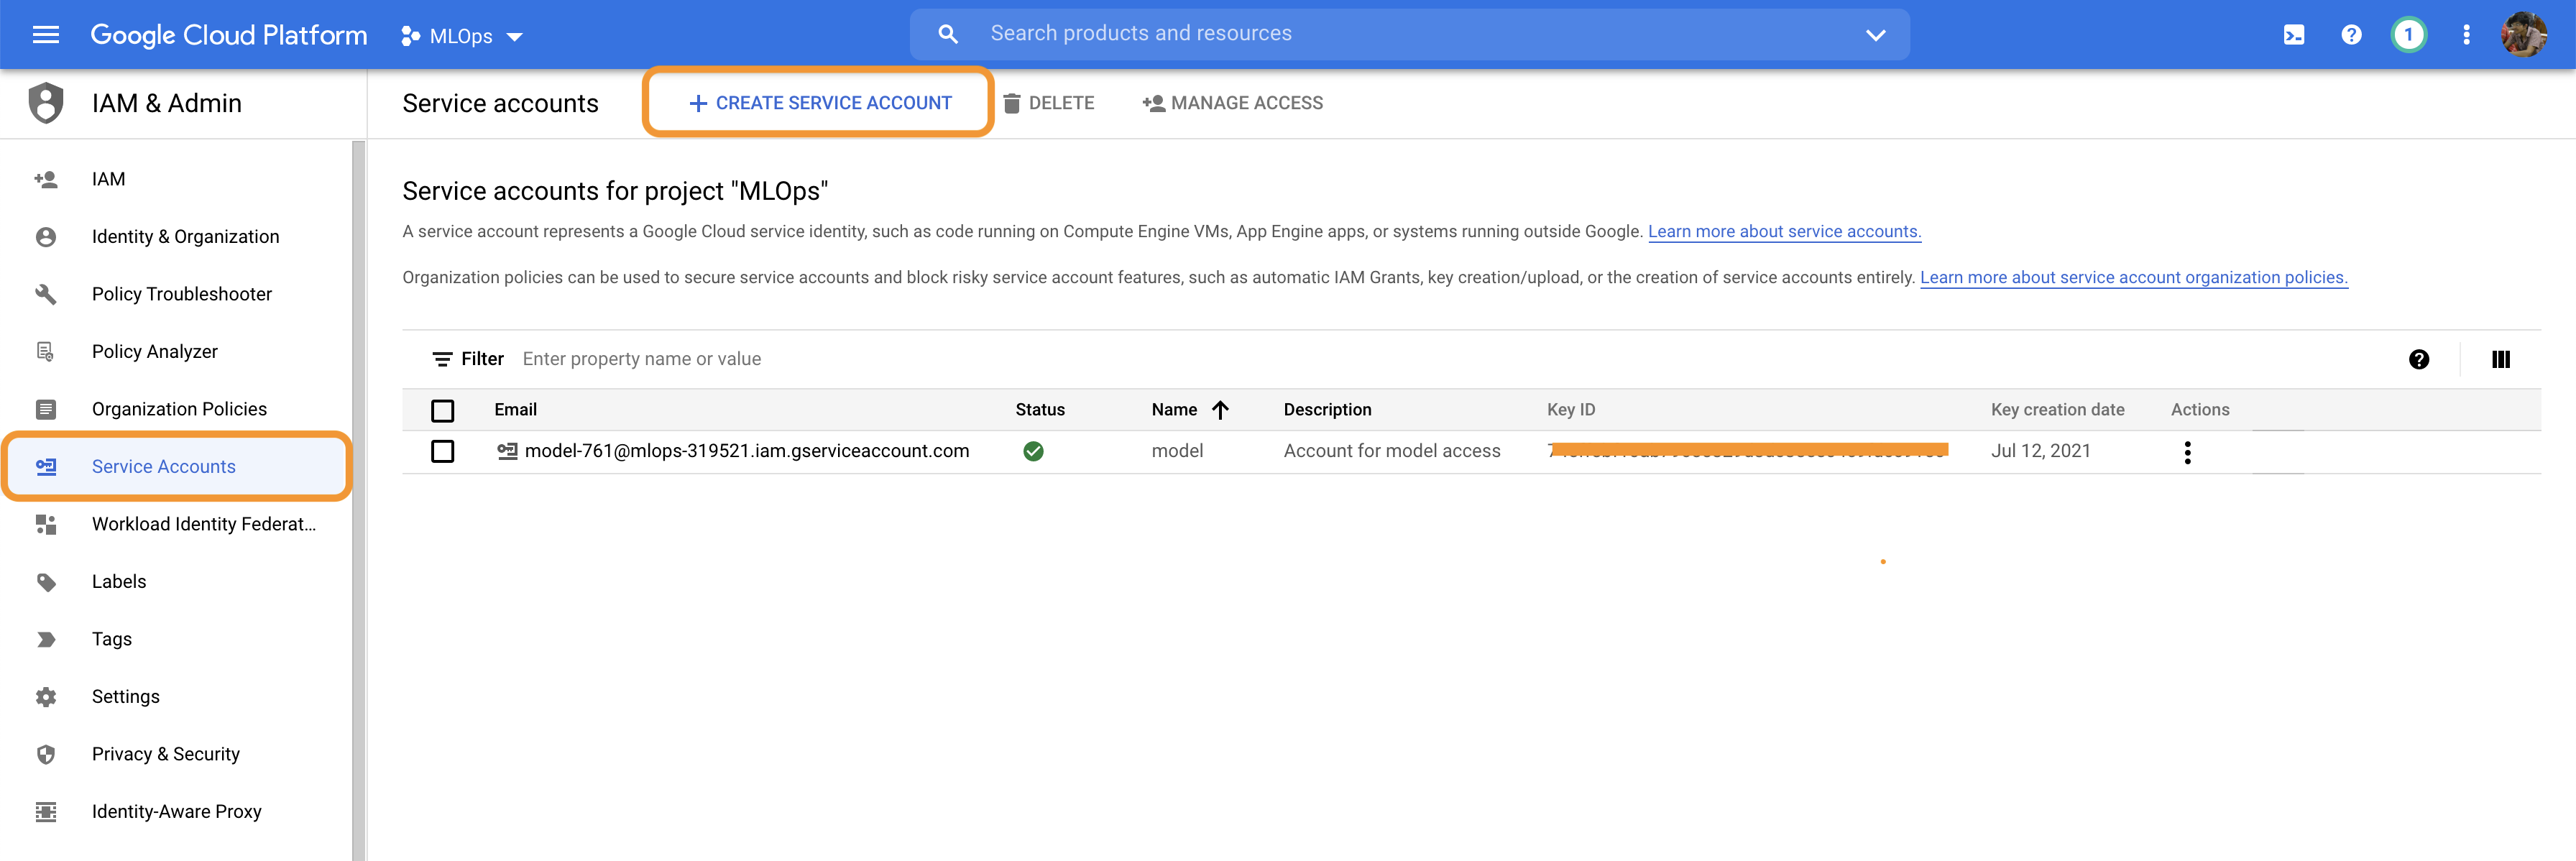 Google Cloud Platform
MLOps
Search products and resources
1
IAM & Admin
Service accounts
CREATE SERVICE ACCOUNT
DELETE
MANAGE ACCESS
IAM
Identity & Organization
Policy Troubleshooter
Policy Analyzer
Organization Policies
Service Accounts
Workload Identity Federat...
Labels
Tags
Settings
Privacy & Security
Identity-Aware Proxy
Service accounts for project "MLOps"
A service account represents a Google Cloud service identity, such as code running on Compute Engine VMs, App Engine apps, or systems running outside Google. Learn more about service accounts.
Organization policies can be used to secure service accounts and block risky service account features, such as automatic IAM Grants, key creation/upload, or the creation of service accounts entirely. Learn more about service account organization policies.
Filter Enter property name or value
Email Status Name Description Key ID Key creation date Actions
model-761@mlops-319521.iam.gserviceaccount.com model Account for model access Jul 12, 2021